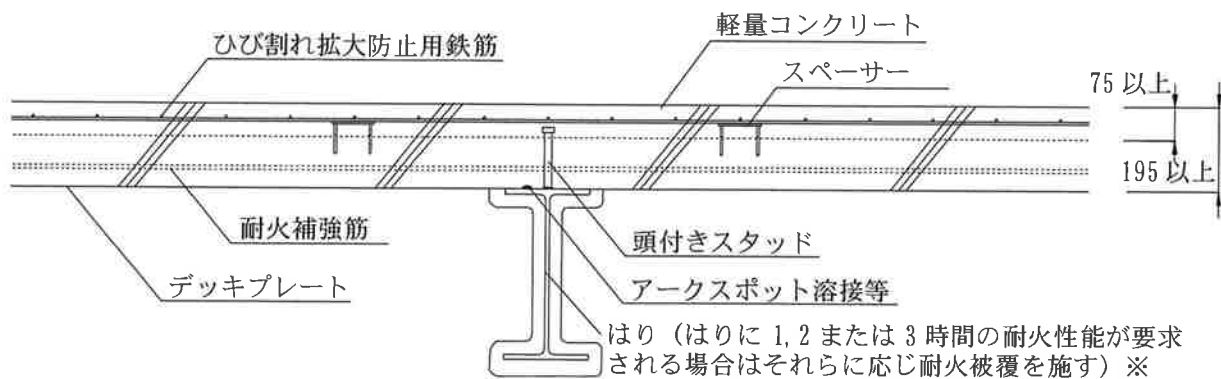 軽量コンクリート
ひび割れ拡大防止用鉄筋
スペーサー
75 以上
195 以上
耐火補強筋
頭付きスタッド
デッキプレート
アークスポット溶接等
はり（はりに 1, 2 または 3 時間の耐火性能が要求
される場合はそれらに応じ耐火被覆を施す）※